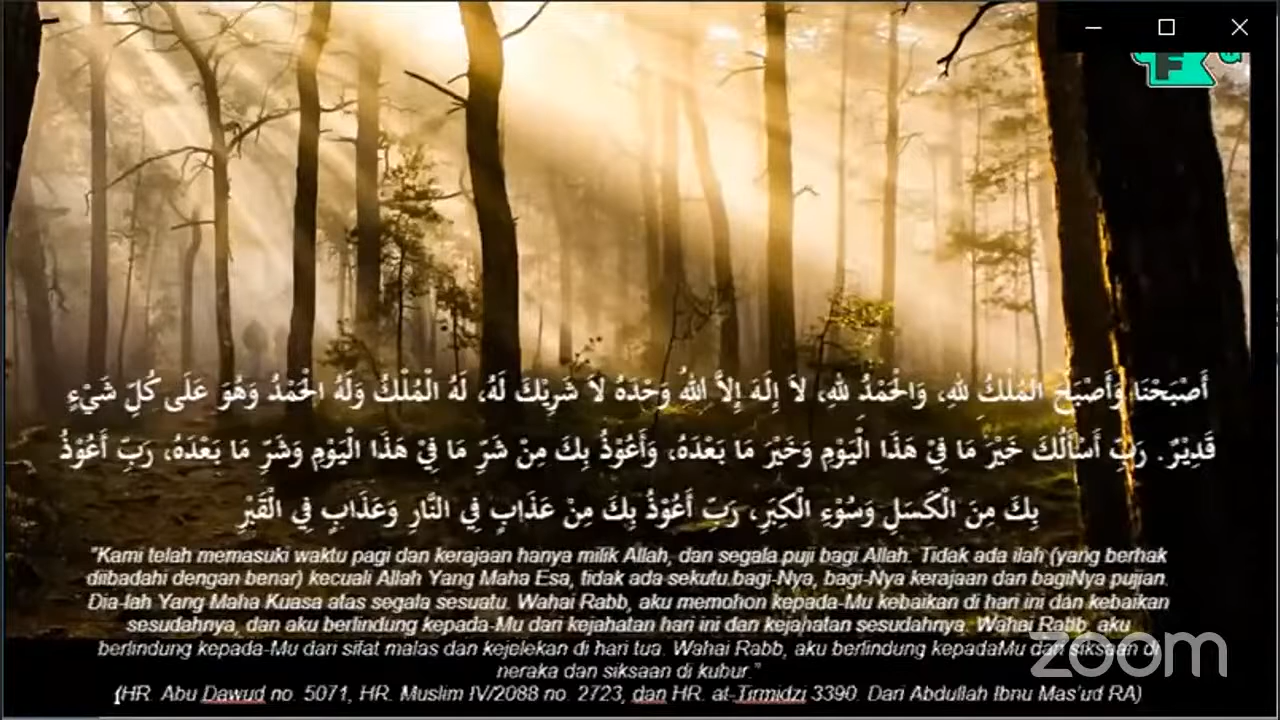 F
أَصْبَحْنَا وَأَصْبَحَ الْمُلْكُ للهِ، وَالْحَمْدُ للهِ، لاَ إِلَهَ إِلاَّ اللهُ وَحْدَهُ لاَ شَرِيْكَ لَهُ، لَهُ الْمُلْكُ وَلَهُ الْحَمْدُ وَهُوَ عَلَى كُلِّ شَيْءٍ
قَدِيْرٌ. رَبِّ أَسْأَلُكَ خَيْرَ مَا فِيْ هَذَا الْيَوْمِ وَخَيْرَ مَا بَعْدَهُ، وَأَعُوْذُ بِكَ مِنْ شَرِّ مَا فِيْ هَذَا الْيَوْمِ وَشَرِّ مَا بَعْدَهُ، رَبِّ أَعُوْذُ
بِكَ مِنَ الْكَسَلِ وَسُوْءِ الْكِبَرِ، رَبِّ أَعُوْذُ بِكَ مِنْ عَذَابٍ فِي النَّارِ وَعَذَابٍ فِي الْقَبْرِ
"Kami telah memasuki waktu pagi dan kerajaan hanya milik Allah, dan segala puji bagi Allah. Tidak ada ilah (yang berhak
diibadahi dengan benar) kecuali Allah Yang Maha Esa, tidak ada sekutu bagi-Nya, bagi-Nya kerajaan dan bagiNya pujian.
Dia-lah Yang Maha Kuasa atas segala sesuatu. Wahai Rabb, aku memohon kepada-Mu kebaikan di hari ini dan kebaikan
sesudahnya, dan aku berlindung kepada-Mu dari kejahatan hari ini dan kejahatan sesudahnya. Wahai Rabb, aku
berlindung kepada-Mu dari sifat malas dan kejelekan di hari tua. Wahai Rabb, aku berlindung kepadaMu dari siksaan di
neraka dan siksaan di kubur."
(HR. Abu Dawud no. 5071, HR. Muslim IV/2088 no. 2723, dan HR. at-Tirmidzi 3390. Dari Abdullah Ibnu Mas'ud RA)
zoom